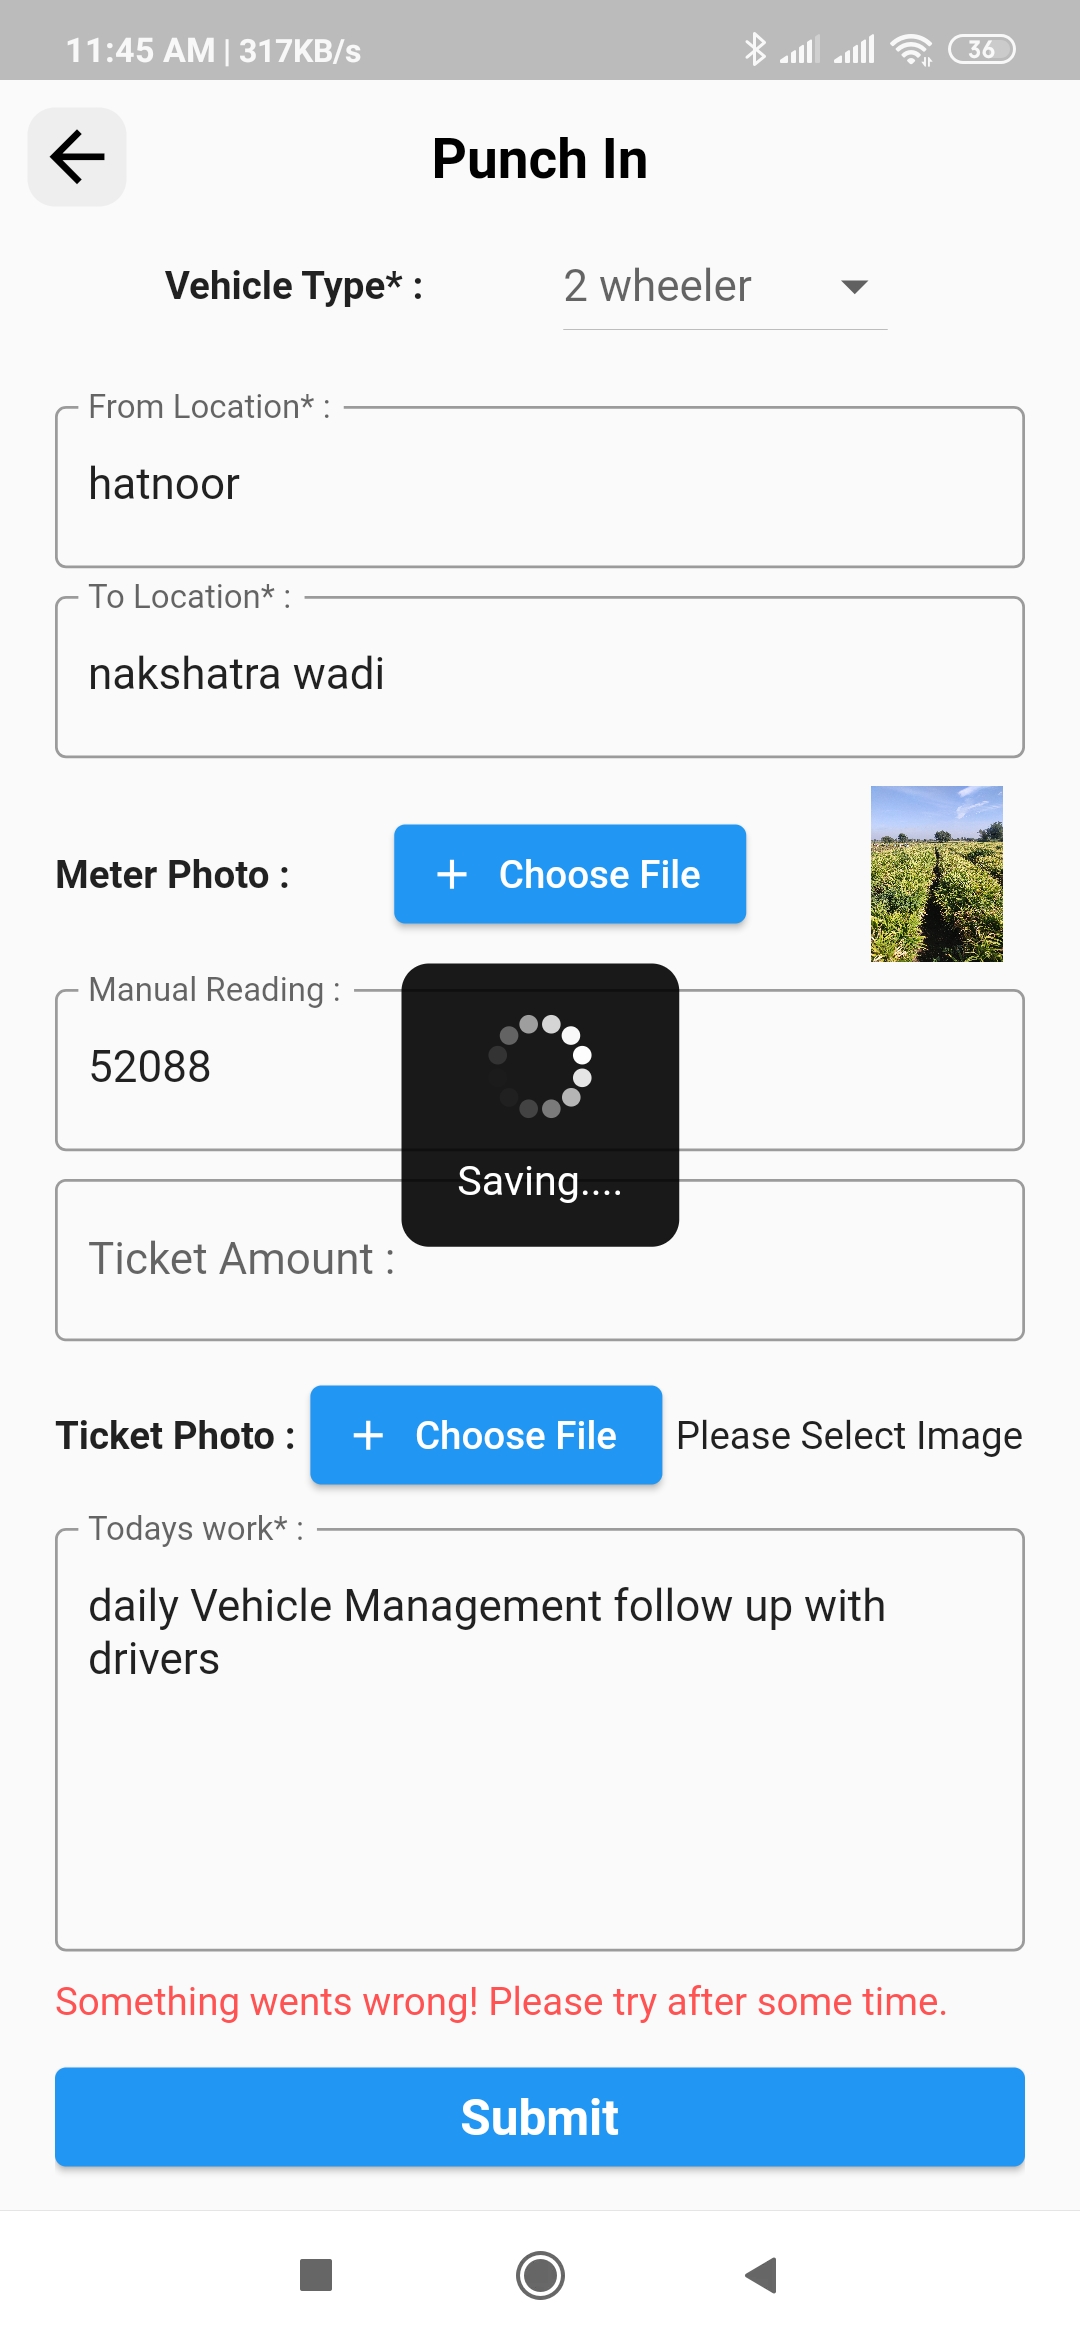 11:45 AM | 317KB/s
36
Punch In
Vehicle Type* :
2 wheeler
From Location* :
hatnoor
To Location* :
nakshatra wadi
Meter Photo :
+ Choose File
Manual Reading :
52088
Saving....
Ticket Amount :
Ticket Photo :
+ Choose File
Please Select Image
Todays work* :
daily Vehicle Management follow up with
drivers
Something wents wrong! Please try after some time.
Submit